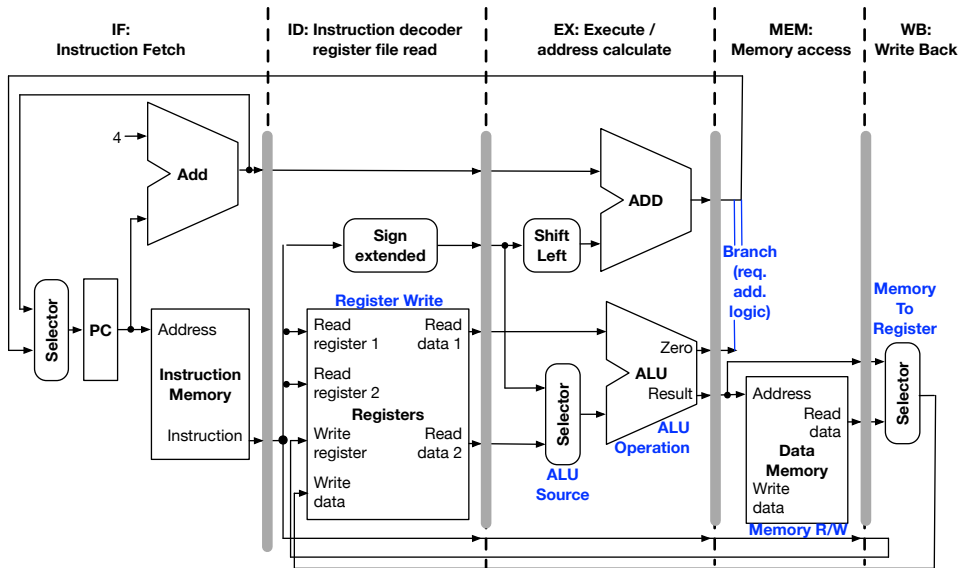 IF:
Instruction Fetch
ID: Instruction decoder
register file read
EX: Execute /
address calculate
MEM:
Memory access
WB:
Write Back
4
Add
ADD
Sign
extended
Shift
Left
Branch
(req.
add.
logic)
Selector
PC
Address
Instruction
Memory
Instruction
Register Write
Read
register 1
Read
data 1
Read
register 2
Registers
Write
register
Read
data 2
Write
data
Selector
ALU
Source
Zero
ALU
Result
ALU
Operation
Address
Read
data
Data
Memory
Write
data
Memory R/W
Memory
To
Register
Selector